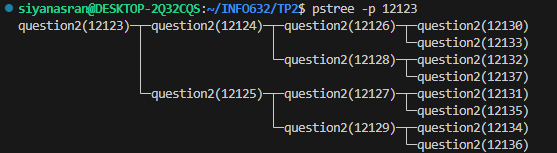 siyanasran@DESKTOP-2Q32CQS:~/INFO632/TP2$ pstree -p 12123
question2(12123)─┬─question2(12124)─┬─question2(12126)─┬─question2(12130)
                 │                  │                  └─question2(12133)
                 │                  └─question2(12128)─┬─question2(12132)
                 │                                     └─question2(12137)
                 └─question2(12125)─┬─question2(12127)─┬─question2(12131)
                                    │                  └─question2(12135)
                                    └─question2(12129)─┬─question2(12134)
                                                       └─question2(12136)